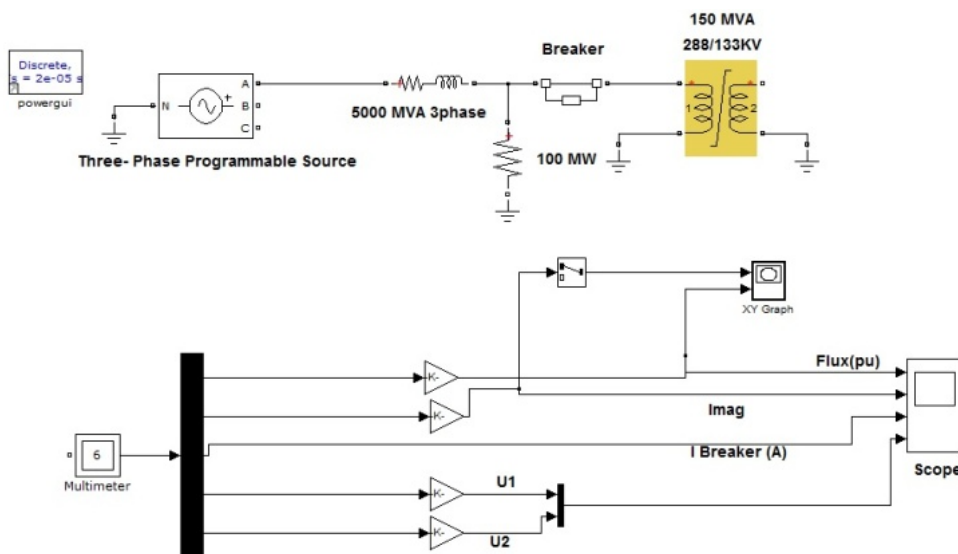 150 MVA
288/133KV
Breaker
Discrete,
s = 2e-05 s
powergui
N
A
B
C
+
5000 MVA 3phase
1
2
Three- Phase Programmable Source
100 MW
XY Graph
Flux(pu)
K-
K-
Imag
I Breaker (A)
6
Multimeter
Scope
K-
U1
K-
U2